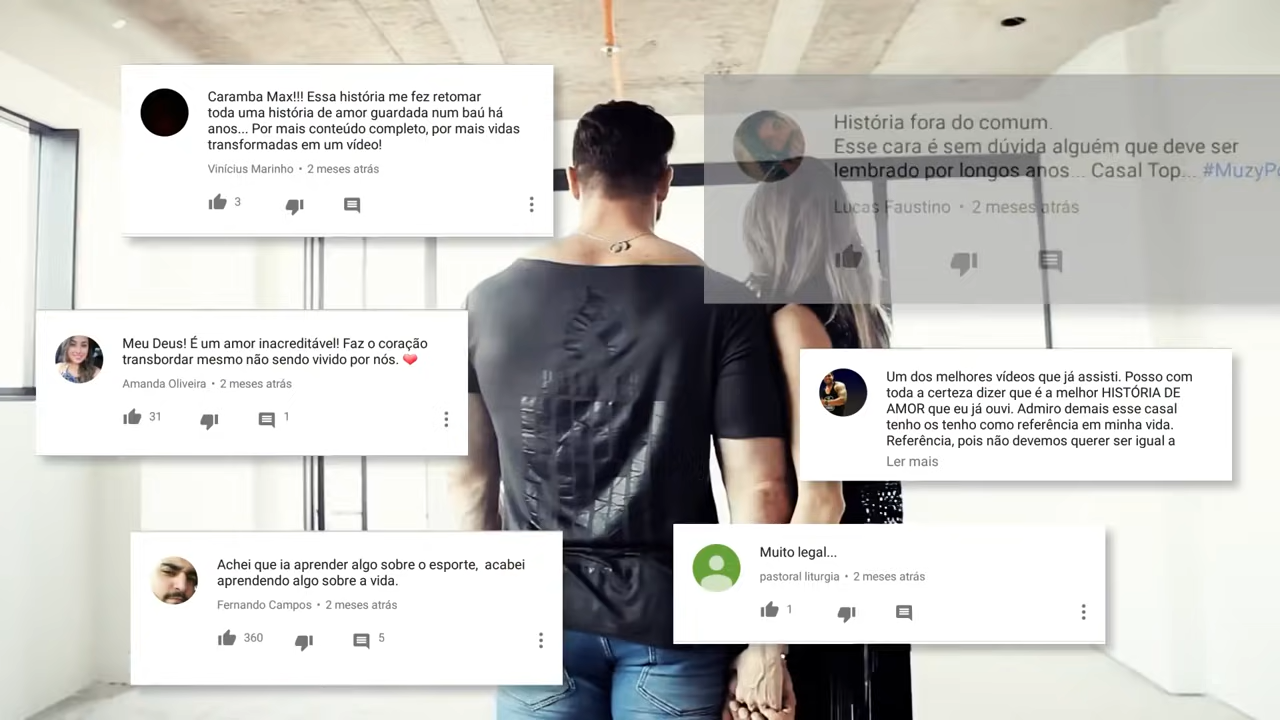 Caramba Max!!! Essa história me fez retomar
toda uma história de amor guardada num baú há
anos... Por mais conteúdo completo, por mais vidas
transformadas em um vídeo!
Vinícius Marinho • 2 meses atrás
3
História fora do comum.
Esse cara é sem dúvida alguém que deve ser
lembrado por longos anos... Casal Top...
Lucas Faustino • 2 meses atrás
1
Meu Deus! É um amor inacreditável! Faz o coração
transbordar mesmo não sendo vivido por nós. ❤
Amanda Oliveira • 2 meses atrás
31 1
Um dos melhores vídeos que já assisti. Posso com
toda a certeza dizer que é a melhor HISTÓRIA DE
AMOR que eu já ouvi. Admiro demais esse casal
tenho os tenho como referência em minha vida.
Referência, pois não devemos querer ser igual a
Ler mais
Achei que ia aprender algo sobre o esporte, acabei
aprendendo algo sobre a vida.
Fernando Campos • 2 meses atrás
360 5
Muito legal...
pastoral liturgia • 2 meses atrás
1